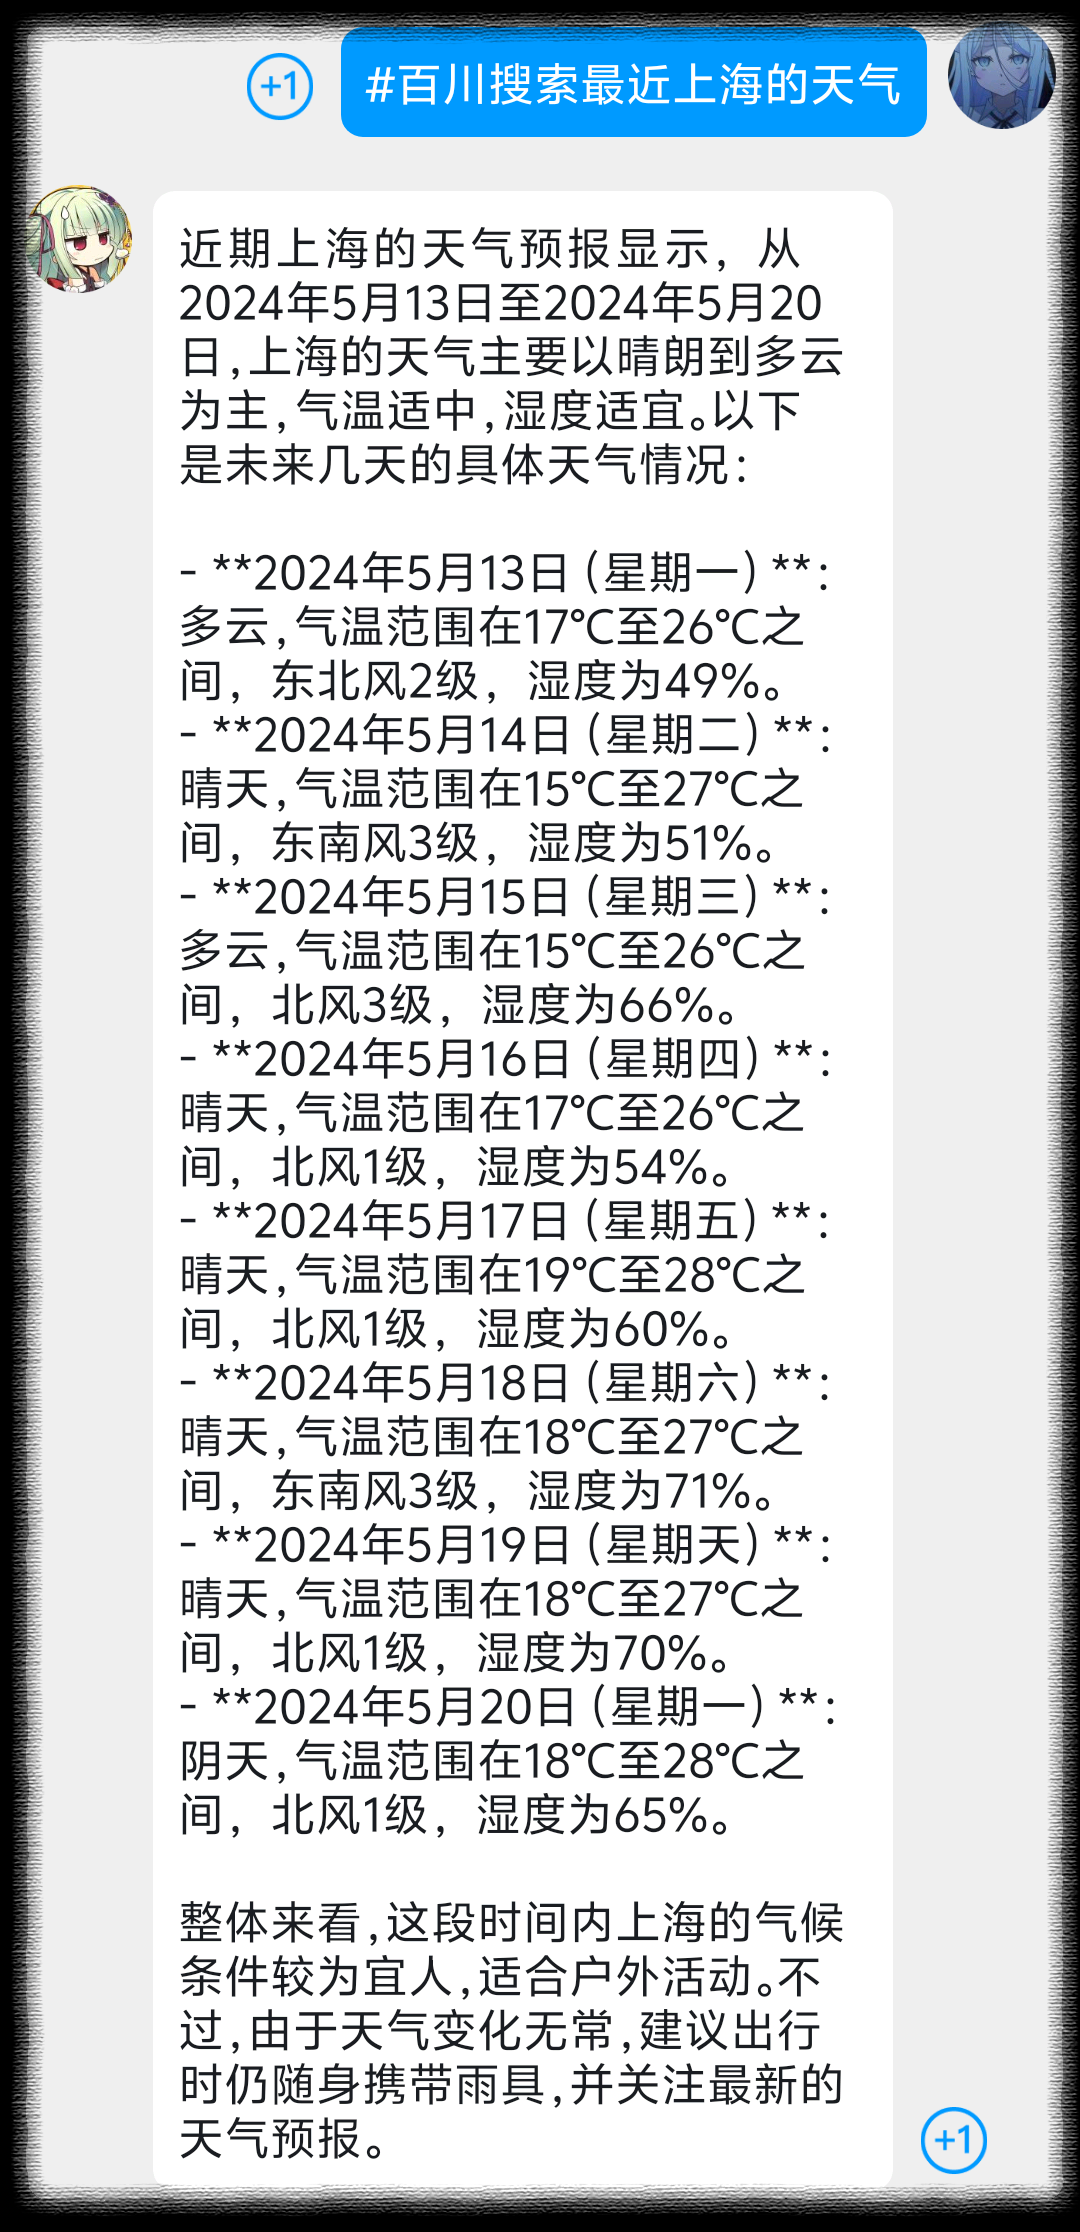 +1
#百川搜索最近上海的天气
近期上海的天气预报显示，从
2024年5月13日至2024年5月20
日,上海的天气主要以晴朗到多云
为主,气温适中,湿度适宜。以下
是未来几天的具体天气情况：
- **2024年5月13日（星期一）**：
多云,气温范围在17℃至26℃之
间，东北风2级，湿度为49%。
- **2024年5月14日（星期二）**：
晴天,气温范围在15℃至27℃之
间，东南风3级，湿度为51%。
- **2024年5月15日（星期三）**：
多云,气温范围在15℃至26℃之
间，北风3级，湿度为66%。
- **2024年5月16日（星期四）**：
晴天,气温范围在17℃至26℃之
间，北风1级，湿度为54%。
- **2024年5月17日（星期五）**：
晴天,气温范围在19℃至28℃之
间，北风1级，湿度为60%。
- **2024年5月18日（星期六）**：
晴天,气温范围在18℃至27℃之
间，东南风3级，湿度为71%。
- **2024年5月19日（星期天）**：
晴天,气温范围在18℃至27℃之
间，北风1级，湿度为70%。
- **2024年5月20日（星期一）**：
阴天,气温范围在18℃至28℃之
间，北风1级，湿度为65%。
整体来看,这段时间内上海的气候
条件较为宜人,适合户外活动。不
过,由于天气变化无常,建议出行
时仍随身携带雨具,并关注最新的
天气预报。
+1